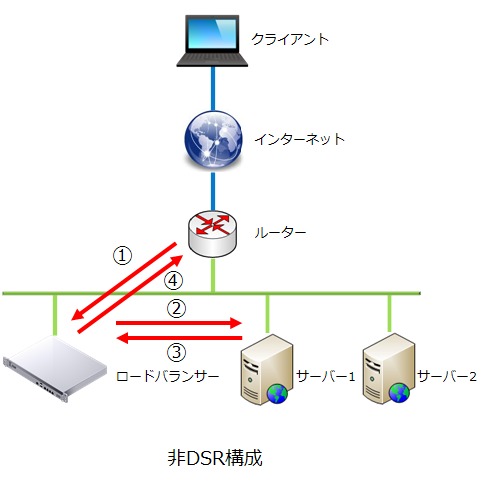 クライアント
インターネット
ルーター
①
④
②
③
ロードバランサー
サーバー1
サーバー2
非DSR構成